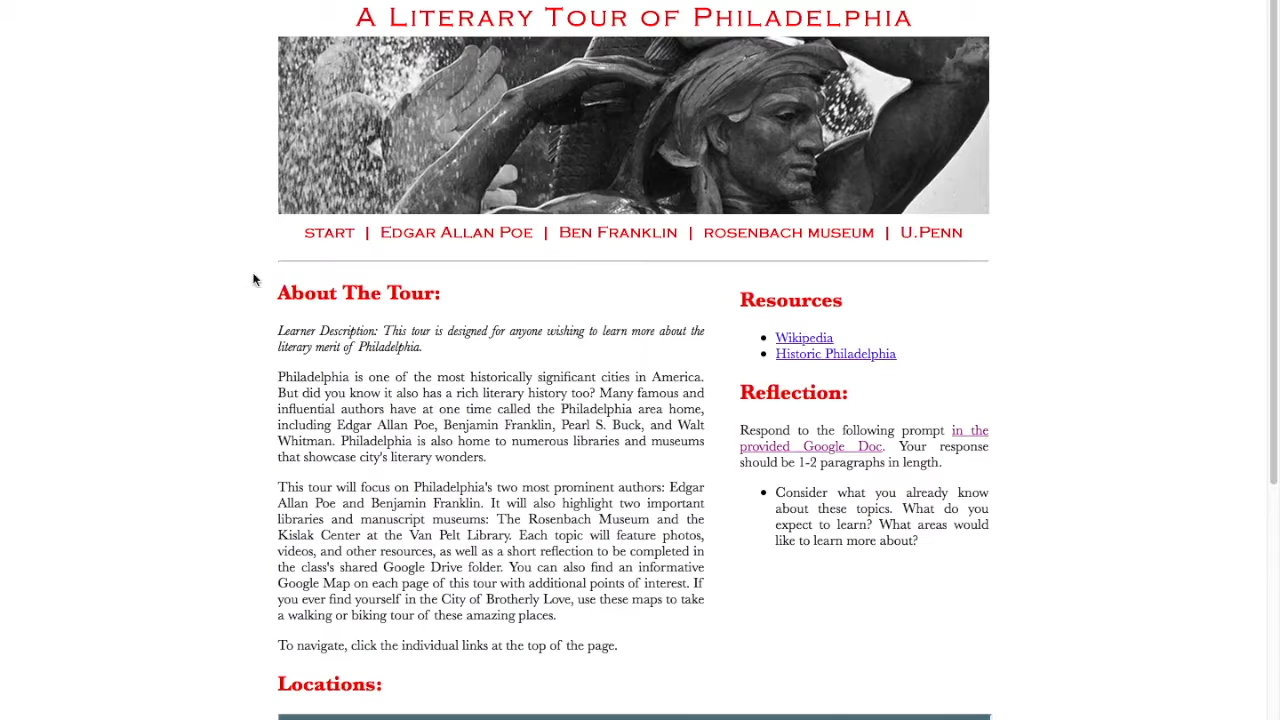 A Literary Tour of Philadelphia
START | EDGAR ALLAN POE | BEN FRANKLIN | ROSENBACH MUSEUM | U.PENN
About The Tour:
Learner Description: This tour is designed for anyone wishing to learn more about the
literary merit of Philadelphia.
Philadelphia is one of the most historically significant cities in America.
But did you know it also has a rich literary history too? Many famous and
influential authors have at one time called the Philadelphia area home,
including Edgar Allan Poe, Benjamin Franklin, Pearl S. Buck, and Walt
Whitman. Philadelphia is also home to numerous libraries and museums
that showcase city's literary wonders.
This tour will focus on Philadelphia's two most prominent authors: Edgar
Allan Poe and Benjamin Franklin. It will also highlight two important
libraries and manuscript museums: The Rosenbach Museum and the
Kislak Center at the Van Pelt Library. Each topic will feature photos,
videos, and other resources, as well as a short reflection to be completed in
the class's shared Google Drive folder. You can also find an informative
Google Map on each page of this tour with additional points of interest. If
you ever find yourself in the City of Brotherly Love, use these maps to take
a walking or biking tour of these amazing places.
To navigate, click the individual links at the top of the page.
Locations:
Resources
Wikipedia
Historic Philadelphia
Reflection:
Respond to the following prompt in the
provided Google Doc. Your response
should be 1-2 paragraphs in length.
Consider what you already know
about these topics. What do you
expect to learn? What areas would
like to learn more about?